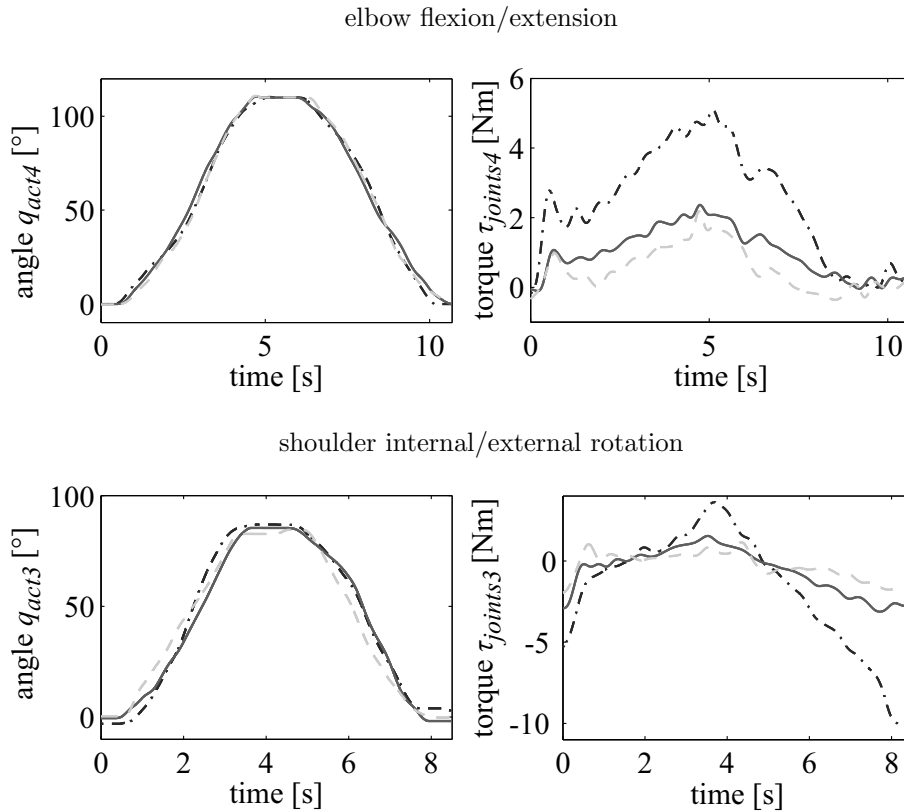 elbow flexion/extension
angle q_act4 [°]
100
50
0
0 5 10
time [s]
torque τ_joints4 [Nm]
6
4
2
0
0 5 10
time [s]
shoulder internal/external rotation
angle q_act3 [°]
100
50
0
0 2 4 6 8
time [s]
torque τ_joints3 [Nm]
0
-5
-10
0 2 4 6 8
time [s]